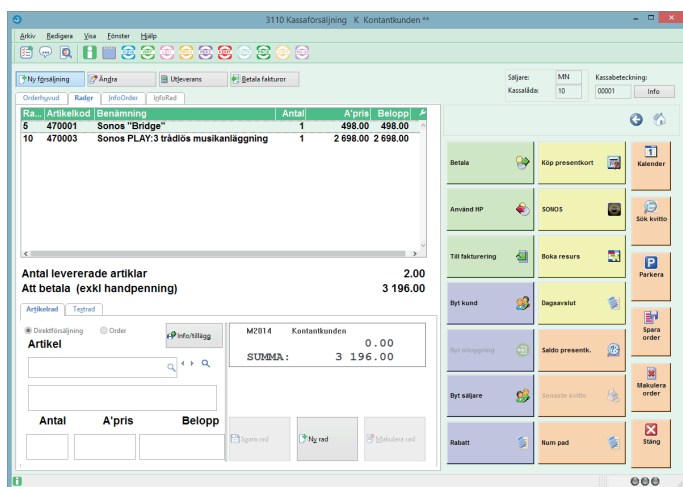 3110 Kassaförsäljning K Kontantkunden **
Arkiv Redigera Visa Fönster Hjälp
Ny försäljning Ändra Utleverans Betala fakturor
Säljare: MN Kassabeteckning:
Kassalåda: 10 00001 Info
Orderhuvud Rader InfoOrder InfoRad
Ra... Artikelkod Benämning Antal A'pris Belopp
5 470001 Sonos "Bridge" 1 498.00 498.00
10 470003 Sonos PLAY:3 trådlös musikanläggning 1 2 698.00 2 698.00
Antal levererade artiklar 2.00
Att betala (exkl handpenning) 3 196.00
Artikelrad Textrad
Direktförsäljning Order
Info/tillägg
Artikel
M2014 Kontantkunden
0.00
SUMMA: 3 196.00
Antal A'pris Belopp
Spara rad Ny rad Makulera rad
Betala Köp presentkort
1
Kalender
Använd HP SONOS
Sök kvitto
Till fakturering Boka resurs
P
Parkera
Byt kund Dagsavslut
Spara order
Byt inloggning Saldo presentk.
Makulera order
Byt säljare Senaste kvitto
Rabatt Num pad Stäng